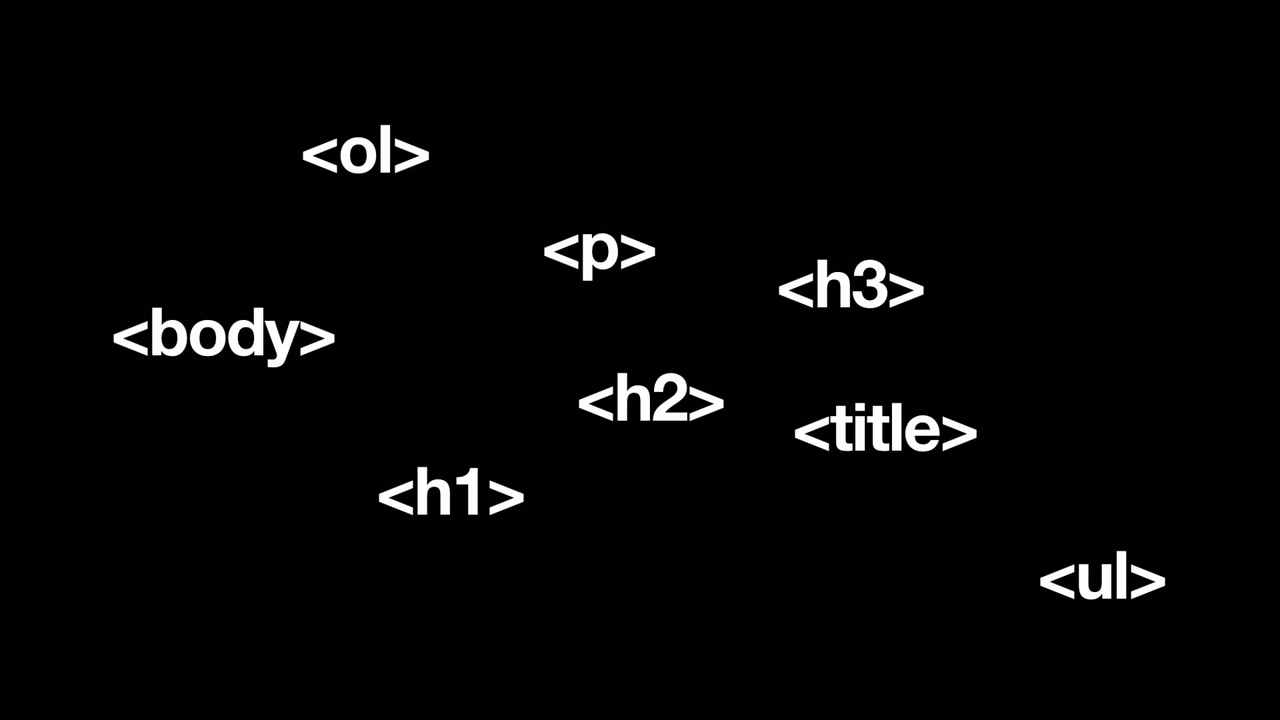 <ol>
<p>
<h3>
<body>
<h2>
<title>
<h1>
<ul>